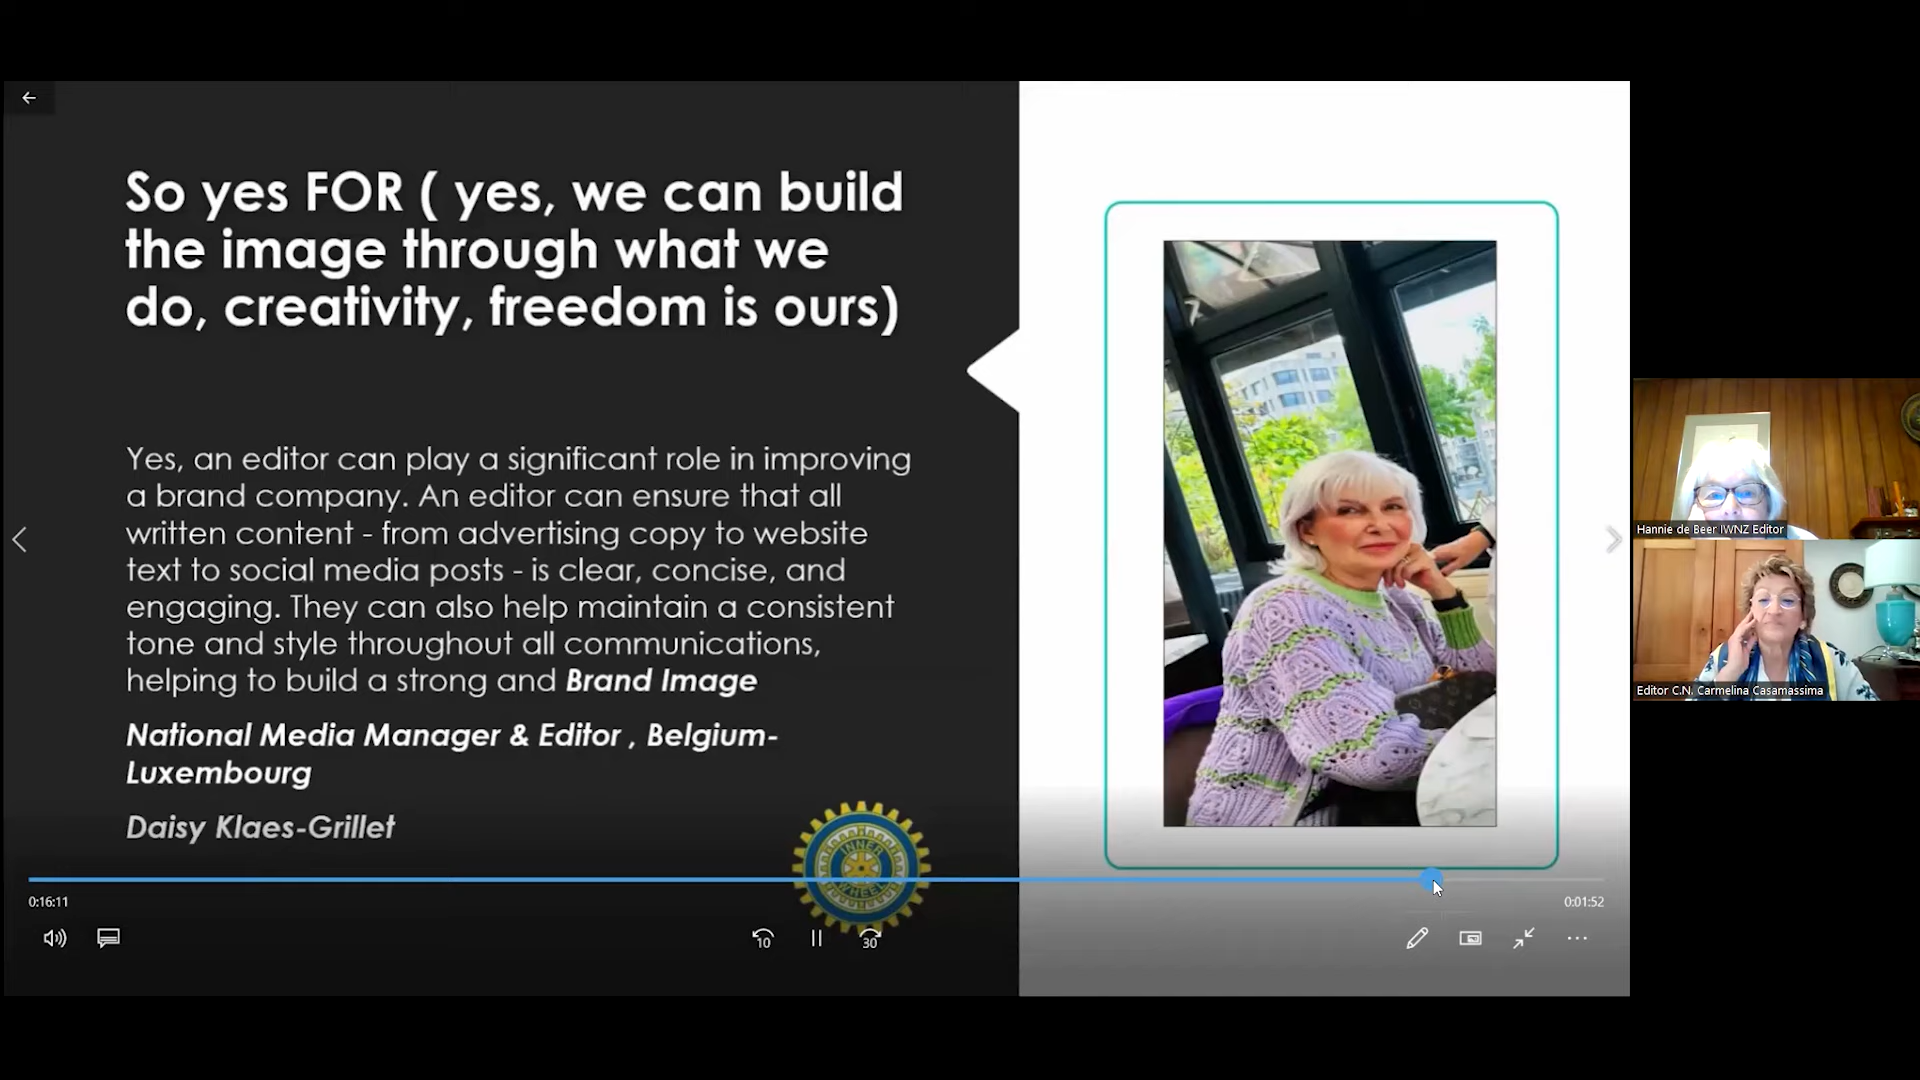 So yes FOR ( yes, we can build
the image through what we
do, creativity, freedom is ours)
Yes, an editor can play a significant role in improving
a brand company. An editor can ensure that all
written content - from advertising copy to website
text to social media posts - is clear, concise, and
engaging. They can also help maintain a consistent
tone and style throughout all communications,
helping to build a strong and Brand Image
National Media Manager & Editor , Belgium-
Luxembourg
Daisy Klaes-Grillet
INNER
WHEEL
0:16:11
0:01:52
10
30
Hannie de Beer IWNZ Editor
Editor C.N. Carmelina Casamassima